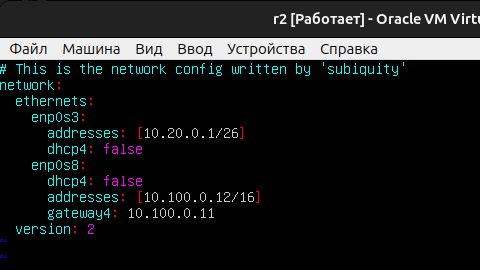 r2 [Работает] - Oracle VM Virtu
Файл Машина Вид Ввод Устройства Справка
# This is the network config written by 'subiquity'
network:
  ethernets:
    enp0s3:
      addresses: [10.20.0.1/26]
      dhcp4: false
    enp0s8:
      dhcp4: false
      addresses: [10.100.0.12/16]
      gateway4: 10.100.0.11
  version: 2
~
~